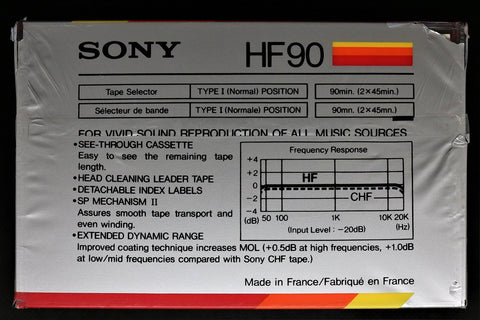 SONY HF90
Tape Selector TYPE I (Normal) POSITION 90min. (2×45min.)
Sélecteur de bande TYPE I (Normale) POSITION 90mn. (2×45mn.)
FOR VIVID SOUND REPRODUCTION OF ALL MUSIC SOURCES
•SEE-THROUGH CASSETTE
Easy to see the remaining tape
length.
•HEAD CLEANING LEADER TAPE
•DETACHABLE INDEX LABELS
•SP MECHANISM II
Assures smooth tape transport and
even winding.
•EXTENDED DYNAMIC RANGE
Improved coating technique increases MOL (+0.5dB at high frequencies, +1.0dB
at low/mid frequencies compared with Sony CHF tape.)
Frequency Response
+4
+2
0
−2
−4
(dB)
HF
CHF
50 100 1K 10K 20K
(Input Level: −20dB) (Hz)
Made in France/Fabriqué en France